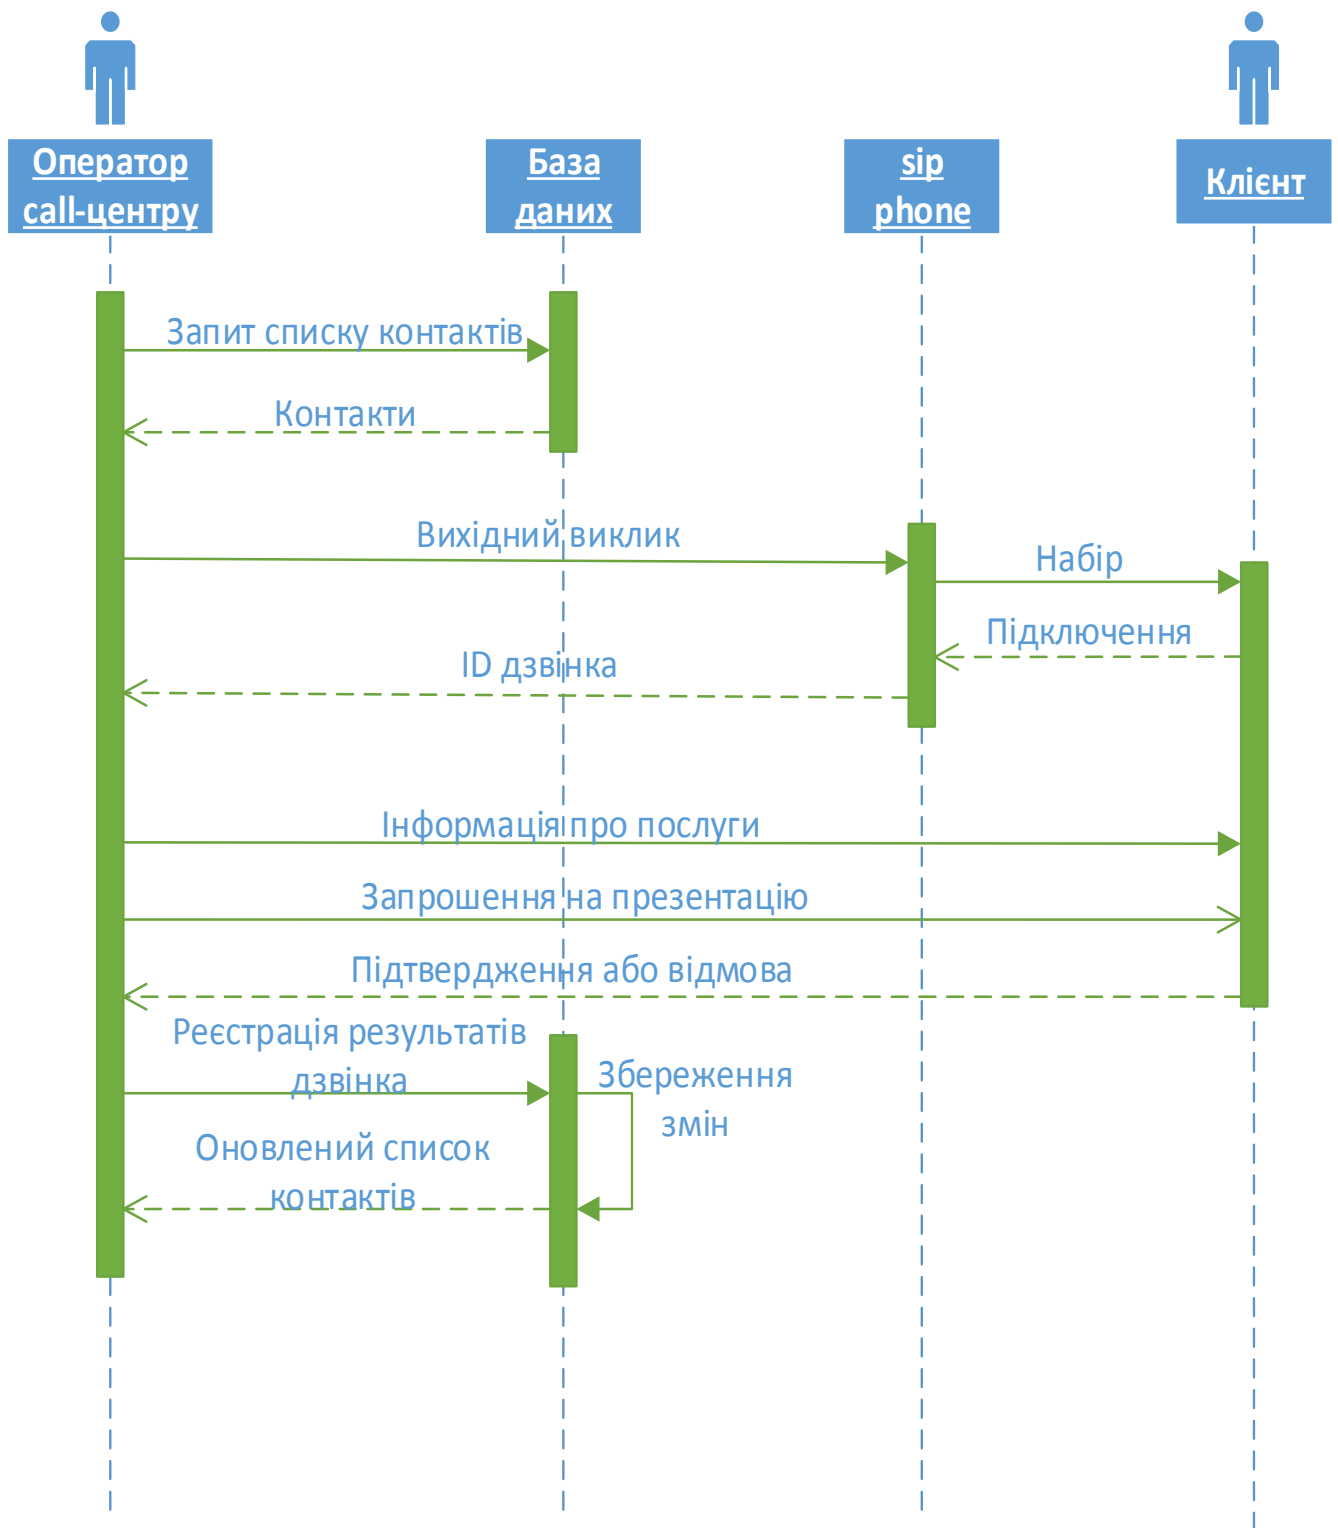 Оператор
call-центру
База
даних
sip
phone
Клієнт
Запит списку контактів
Контакти
Вихідний виклик
Набір
Підключення
ID дзвінка
Інформація про послуги
Запрошення на презентацію
Підтвердження або відмова
Реєстрація результатів
дзвінка
Збереження
змін
Оновлений список
контактів